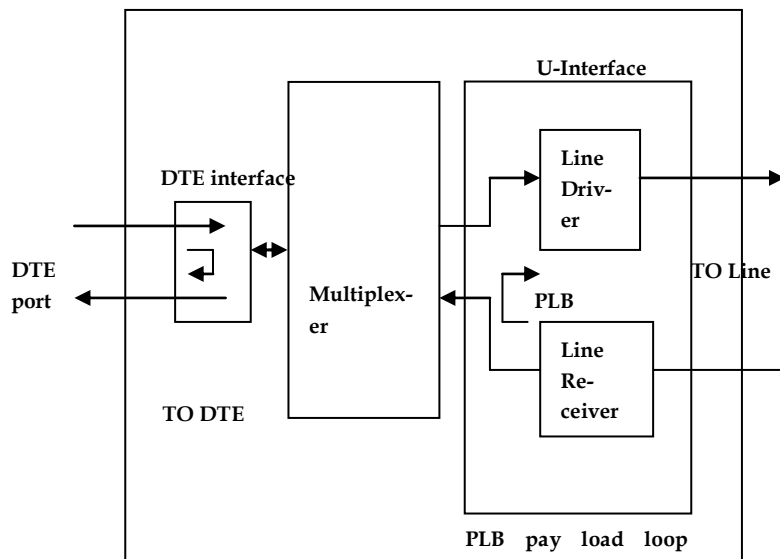 U-Interface
Line
Driv-
er
DTE interface
DTE
port
TO Line
Multiplex-
er
PLB
Line
Re-
ceiver
TO DTE
PLB pay load loop